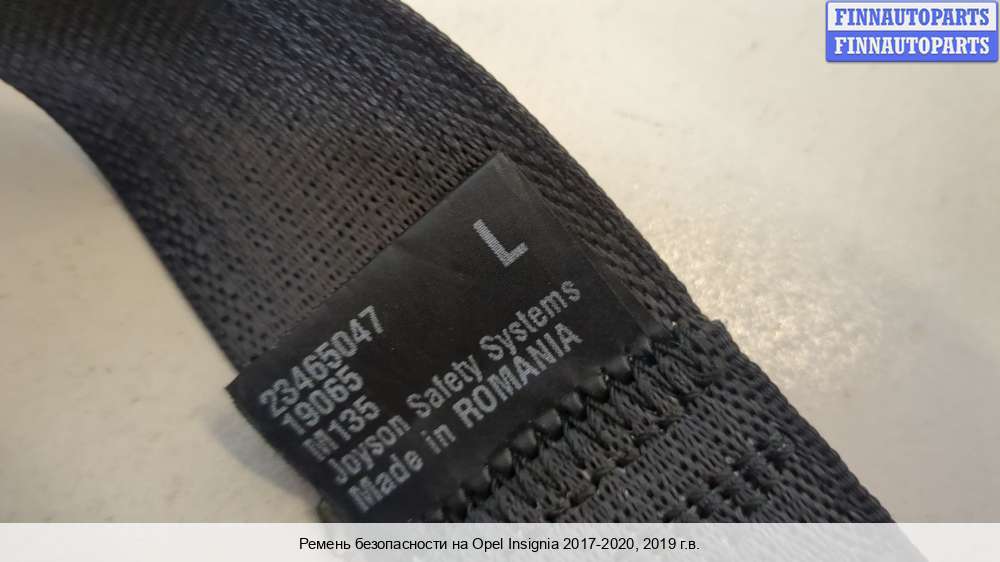 FINNAUTOPARTS
FINNAUTOPARTS
L
23465047
19065
M135
Joyson Safety Systems
Made in ROMANIA
Ремень безопасности на Opel Insignia 2017-2020, 2019 г.в.